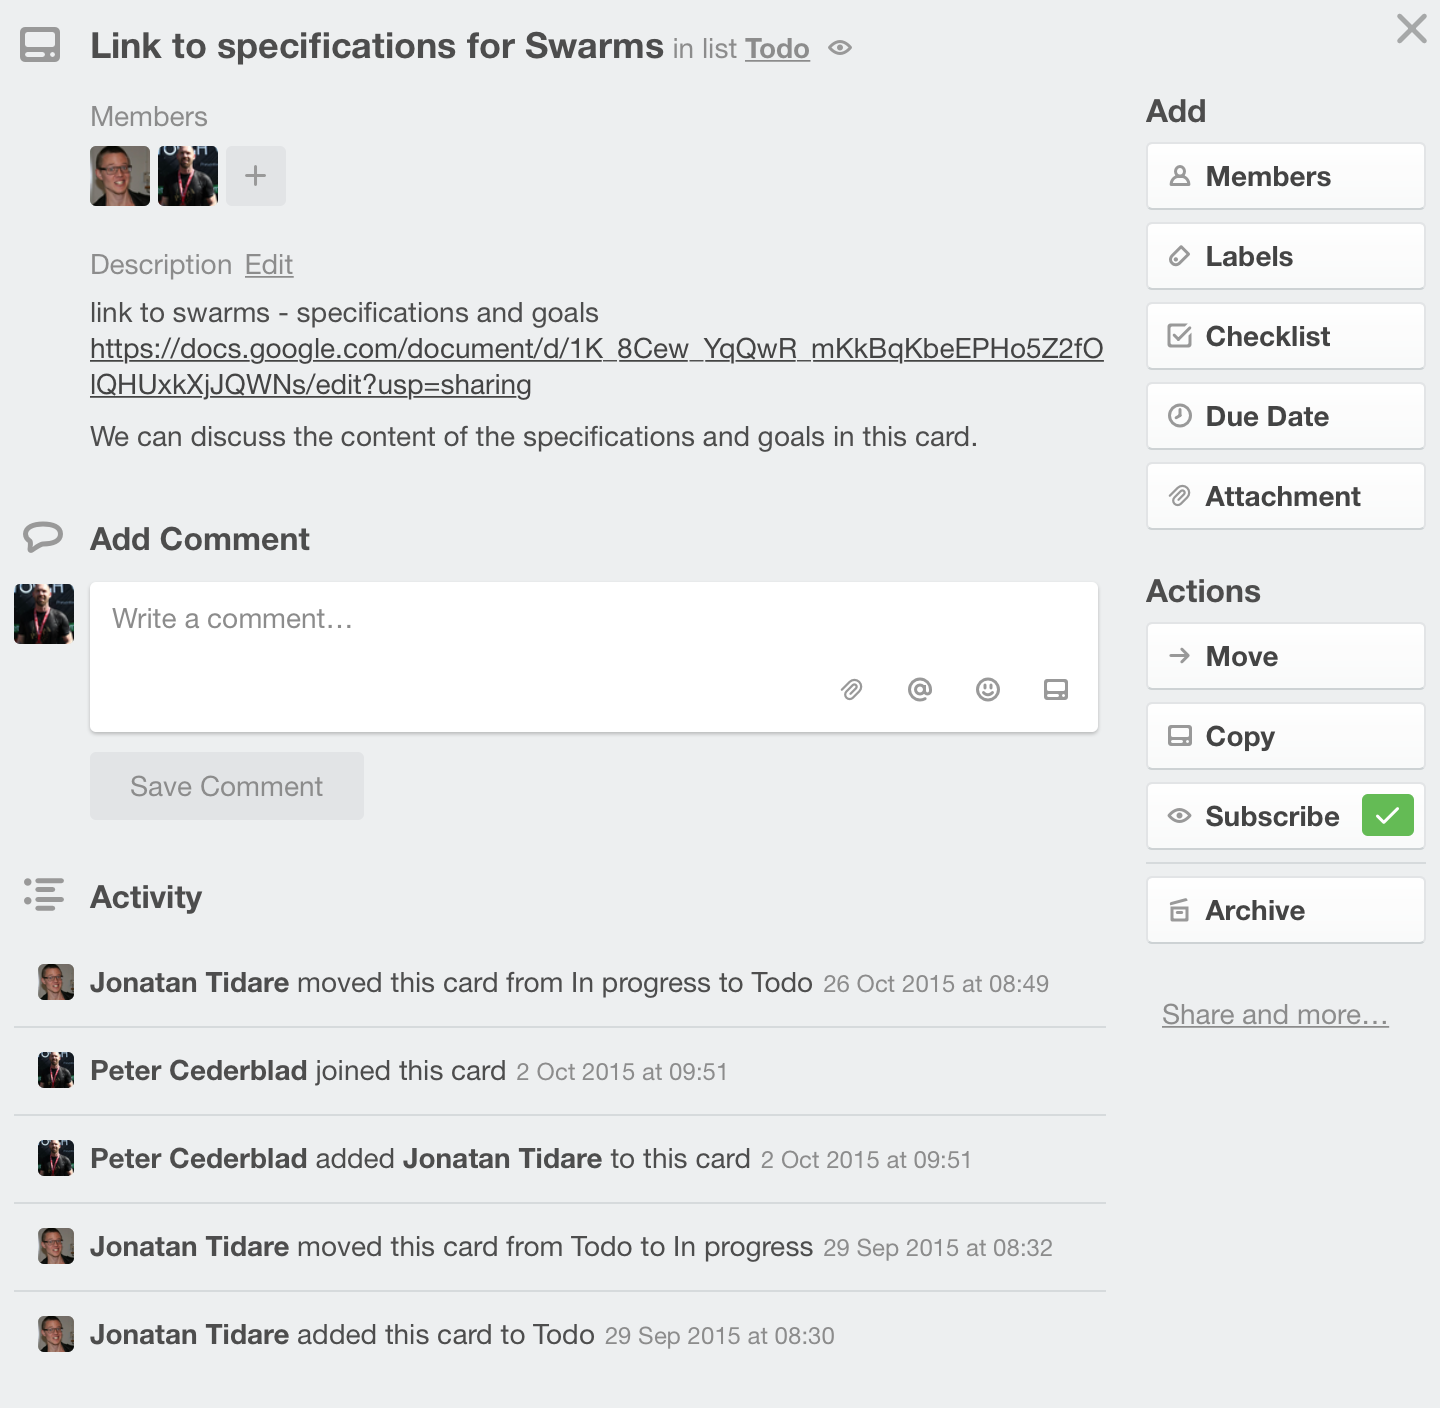 Link to specifications for Swarms in list Todo
Members
Description Edit
link to swarms - specifications and goals
https://docs.google.com/document/d/1K_8Cew_YqQwR_mKkBqKbeEPHo5Z2fO
lQHUxkXjJQWNs/edit?usp=sharing
We can discuss the content of the specifications and goals in this card.
Add Comment
Write a comment…
Save Comment
Activity
Jonatan Tidare moved this card from In progress to Todo 26 Oct 2015 at 08:49
Peter Cederblad joined this card 2 Oct 2015 at 09:51
Peter Cederblad added Jonatan Tidare to this card 2 Oct 2015 at 09:51
Jonatan Tidare moved this card from Todo to In progress 29 Sep 2015 at 08:32
Jonatan Tidare added this card to Todo 29 Sep 2015 at 08:30
Add
Members
Labels
Checklist
Due Date
Attachment
Actions
Move
Copy
Subscribe
Archive
Share and more…